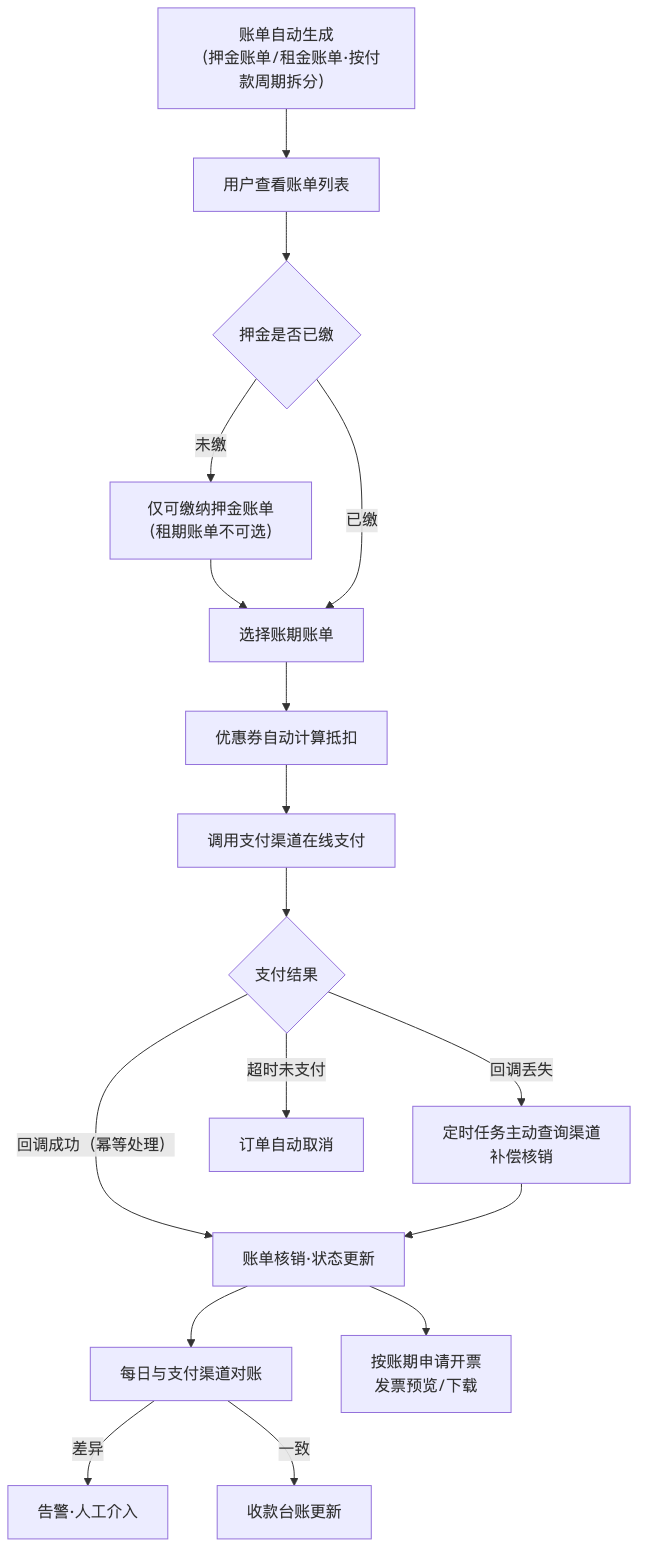 账单自动生成
(押金账单/租金账单·按付
款周期拆分)
用户查看账单列表
押金是否已缴
未缴
仅可缴纳押金账单
(租期账单不可选)
已缴
选择账期账单
优惠券自动计算抵扣
调用支付渠道在线支付
支付结果
超时未支付
回调丢失
回调成功（幂等处理）
订单自动取消
定时任务主动查询渠道
补偿核销
账单核销·状态更新
每日与支付渠道对账
按账期申请开票
发票预览/下载
差异
一致
告警·人工介入
收款台账更新